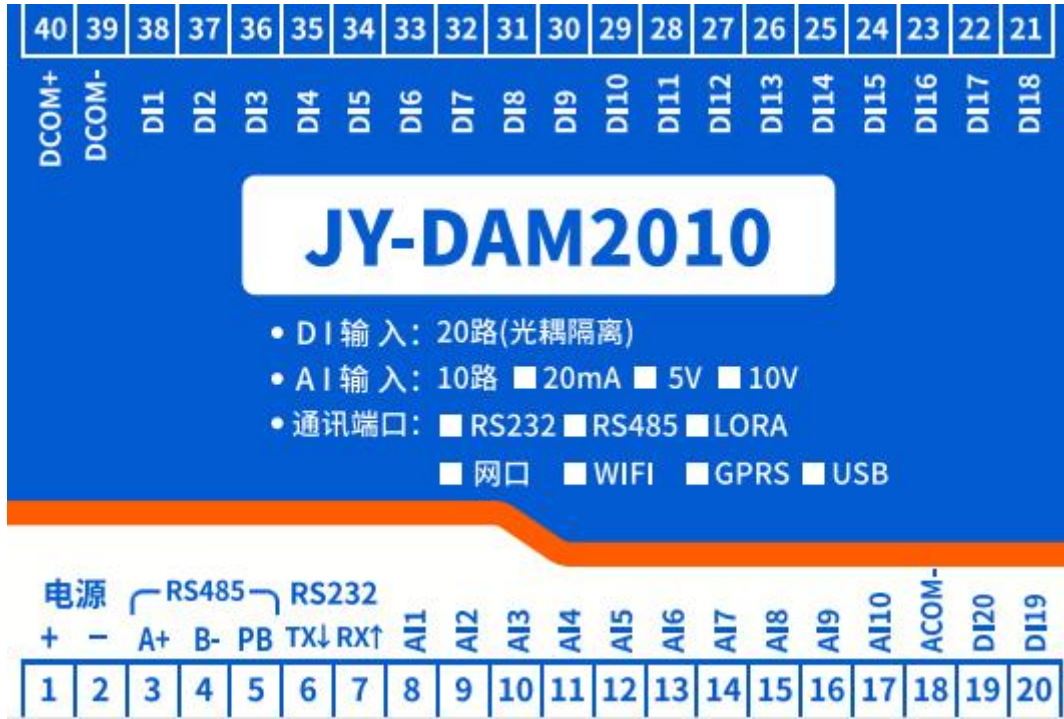 40 39 38 37 36 35 34 33 32 31 30 29 28 27 26 25 24 23 22 21
DCOM+ DCOM- DI1 DI2 DI3 DI4 DI5 DI6 DI7 DI8 DI9 DI10 DI11 DI12 DI13 DI14 DI15 DI16 DI17 DI18
JY-DAM2010
• DI输入：20路(光耦隔离)
• AI输入：10路 ■20mA ■ 5V ■10V
• 通讯端口：■RS232 ■RS485 ■LORA
■ 网口 ■WIFI ■GPRS ■USB
电源 RS485 RS232
+ − A+ B- PB TX↓ RX↑ AI1 AI2 AI3 AI4 AI5 AI6 AI7 AI8 AI9 AI10 ACOM- DI20 DI19
1 2 3 4 5 6 7 8 9 10 11 12 13 14 15 16 17 18 19 20